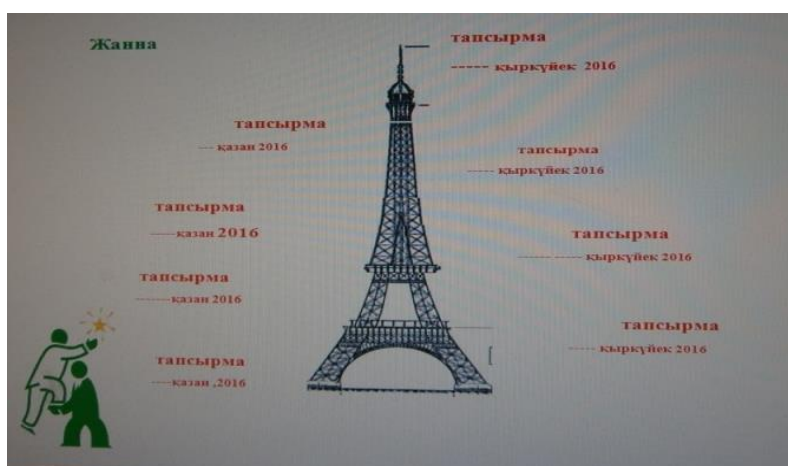 Жанна
тапсырма
----- қыркүйек 2016
тапсырма
--- қазан 2016
тапсырма
----- қыркүйек 2016
тапсырма
-----қазан 2016
тапсырма
------ ----- қыркүйек 2016
тапсырма
-------қазан 2016
тапсырма
----- қыркүйек 2016
тапсырма
----қазан ,2016